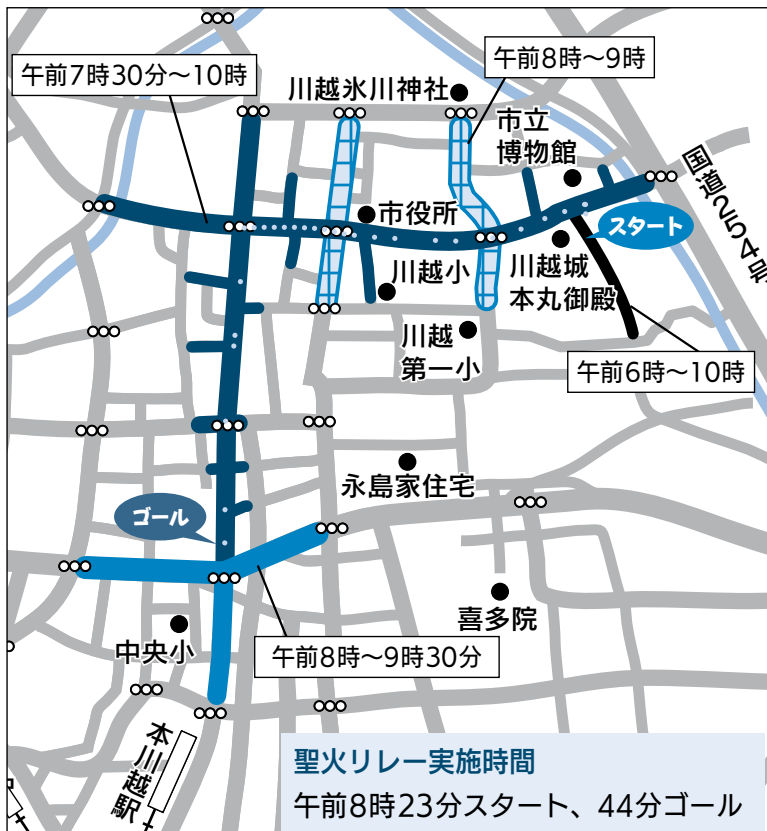 午前7時30分～10時
午前8時～9時
川越氷川神社
市立
博物館
国道254号
市役所
スタート
川越小
川越城
本丸御殿
川越
第一小
午前6時～10時
永島家住宅
ゴール
喜多院
中央小
午前8時～9時30分
本川越駅
聖火リレー実施時間
午前8時23分スタート、44分ゴール